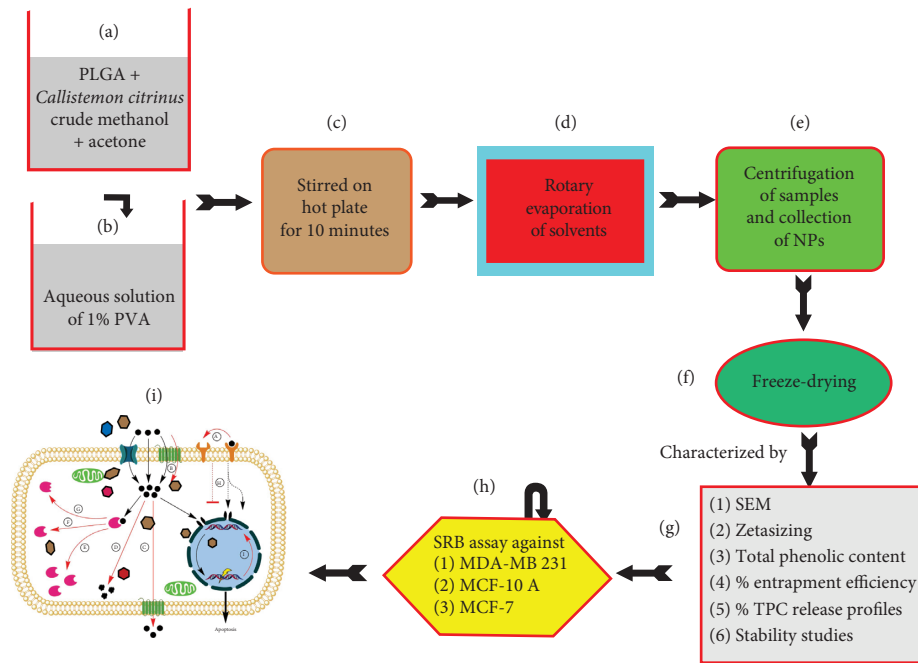 (a)
PLGA +
Callistemon citrinus
crude methanol
+ acetone
(b)
Aqueous solution
of 1% PVA
(c)
Stirred on
hot plate
for 10 minutes
(d)
Rotary
evaporation
of solvents
(e)
Centrifugation
of samples
and collection
of NPs
(f)
Freeze-drying
Characterized by
(g)
(1) SEM
(2) Zetasizing
(3) Total phenolic content
(4) % entrapment efficiency
(5) % TPC release profiles
(6) Stability studies
(h)
SRB assay against
(1) MDA-MB 231
(2) MCF-10 A
(3) MCF-7
(i)
A
G
F
E
D
C
Apoptosis